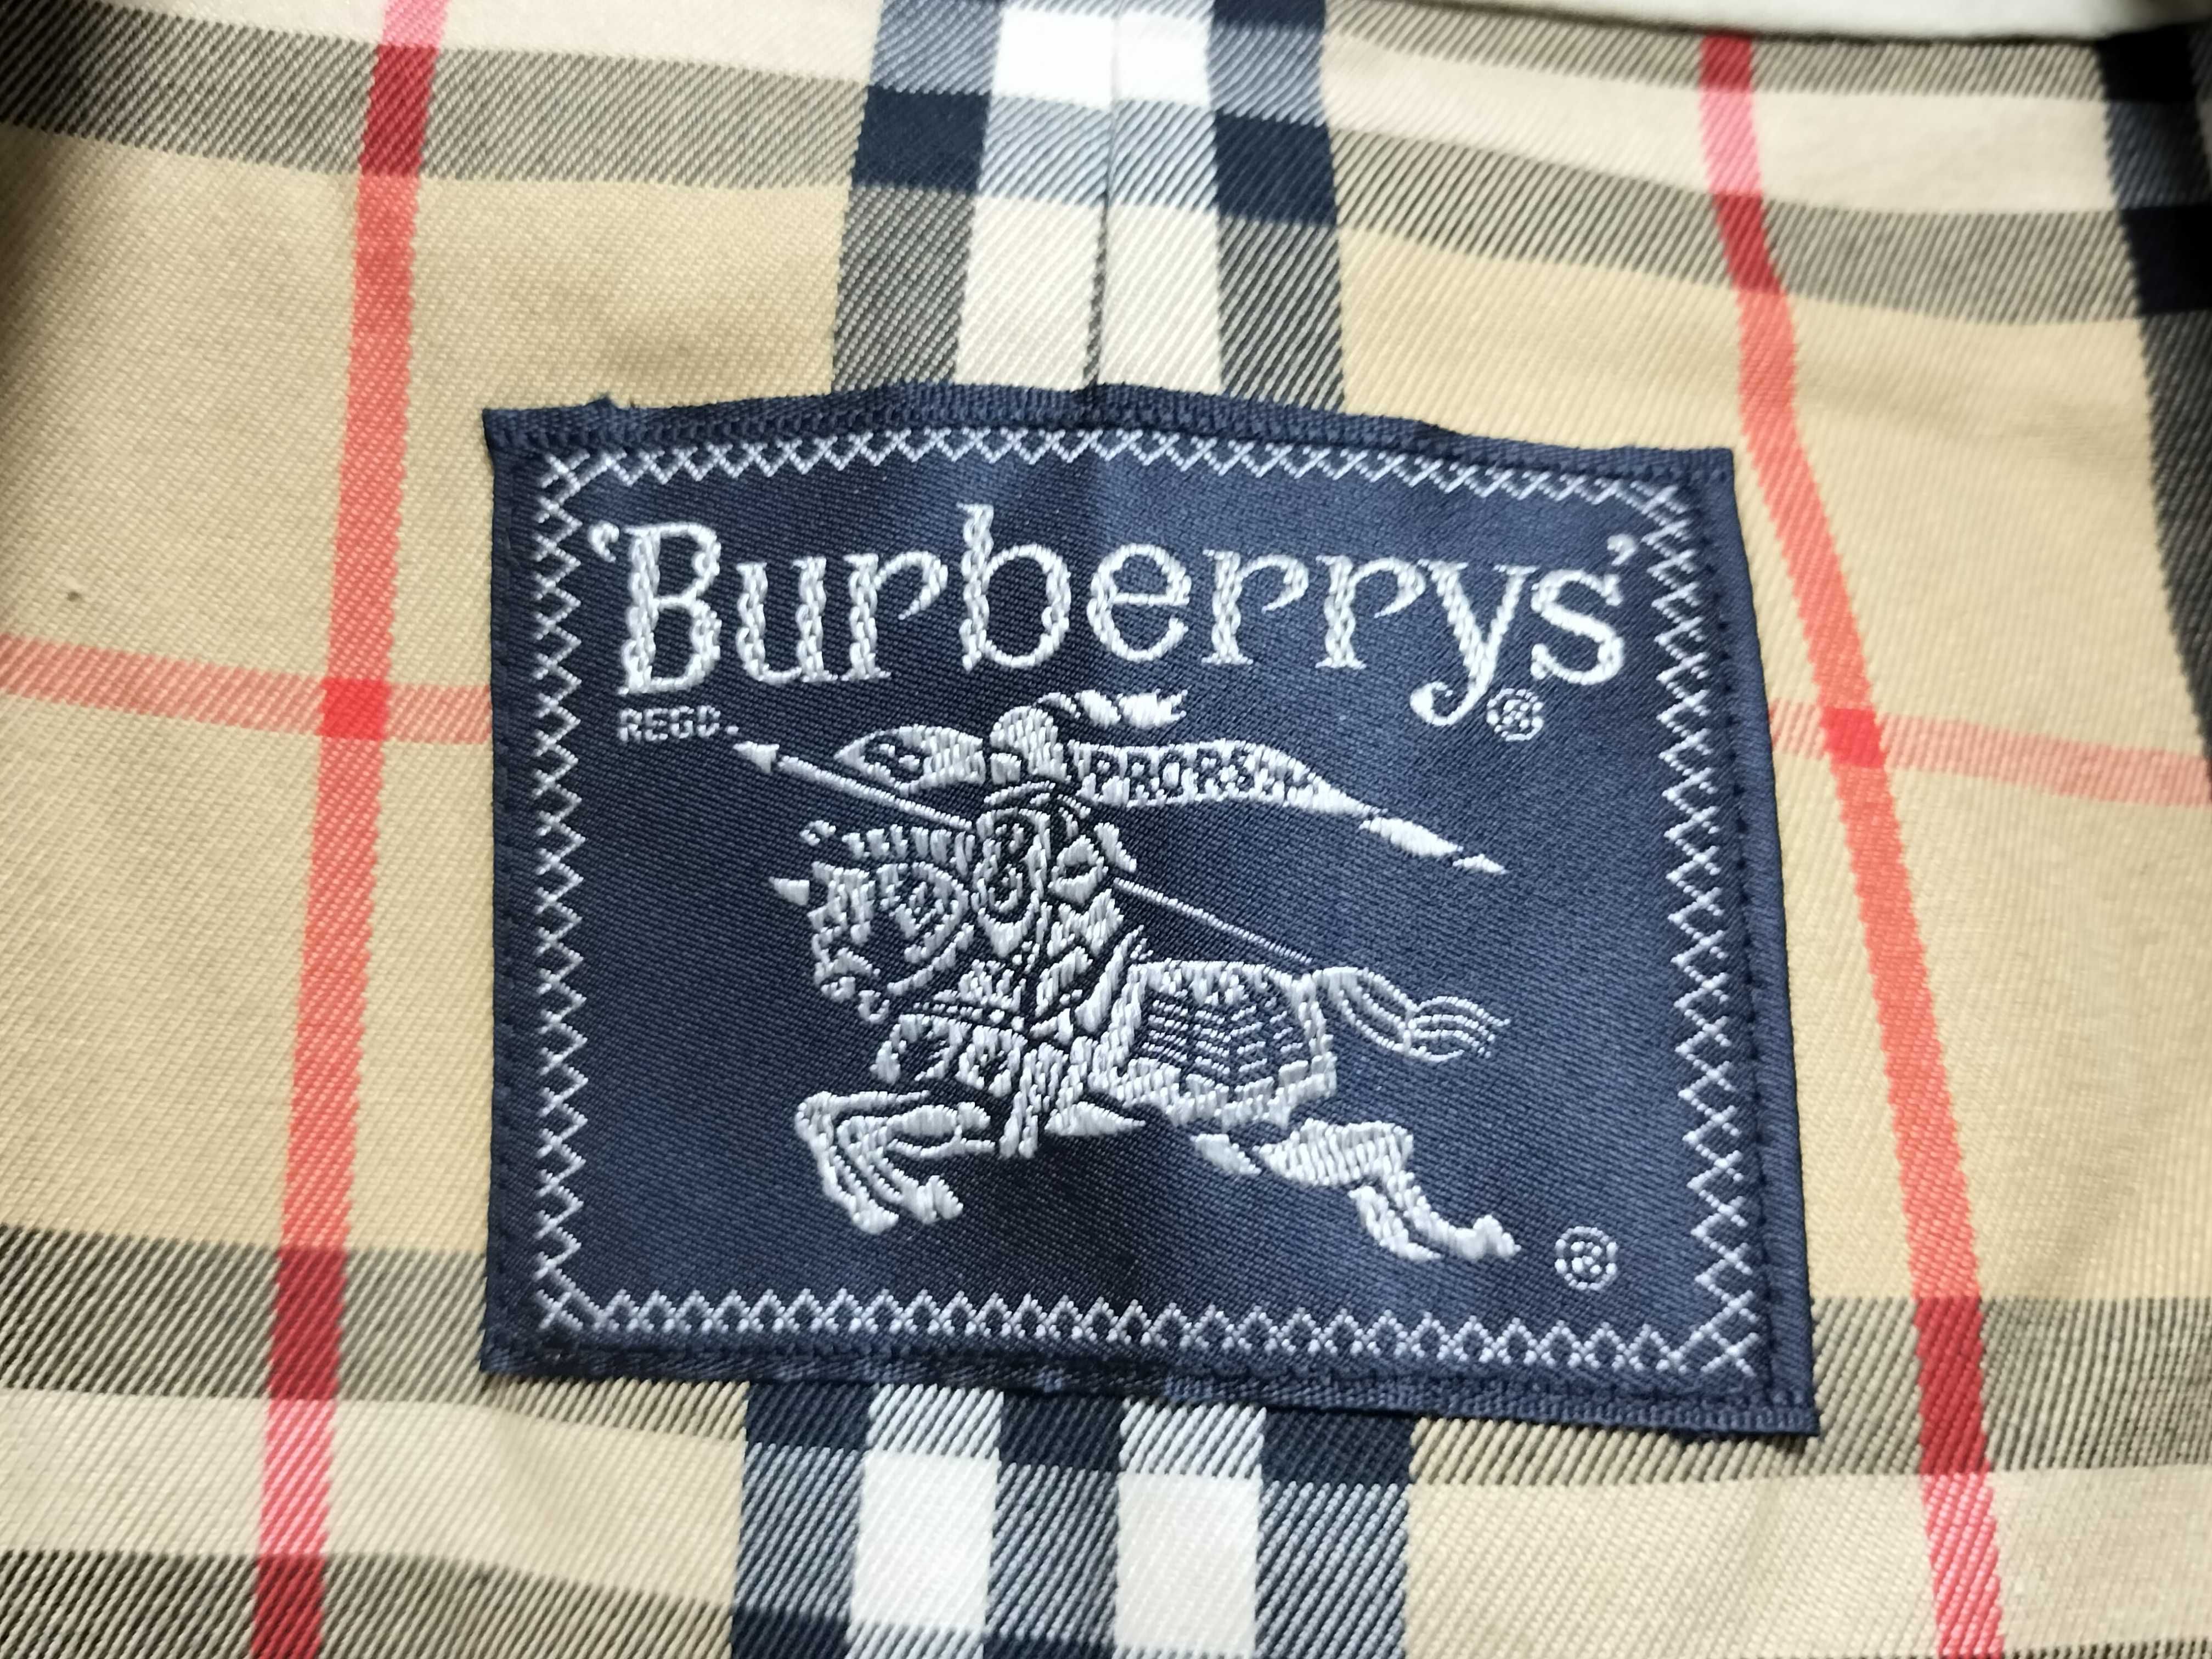 'Burberrys'®
REGD.
B PRORSUM
B
®